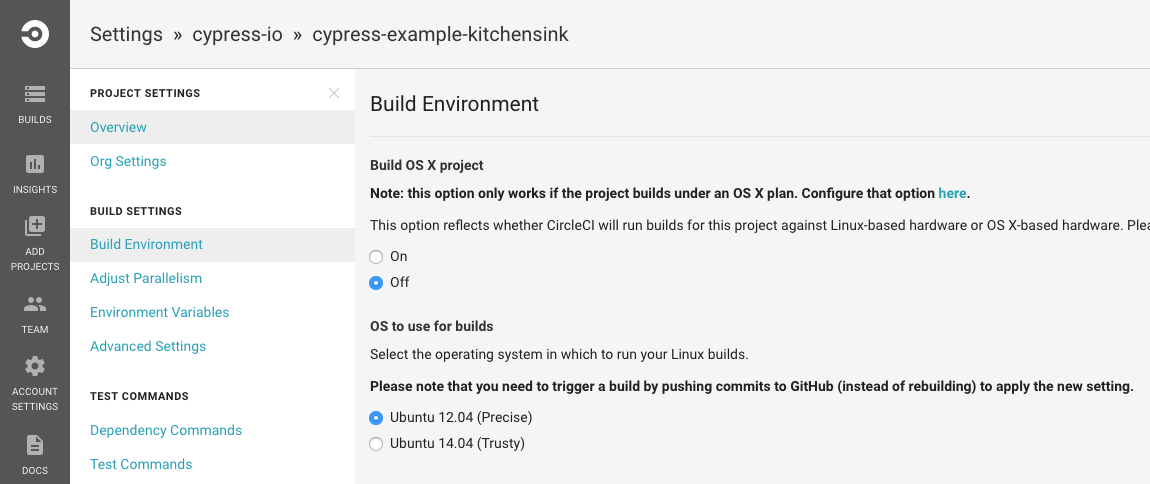 Settings » cypress-io » cypress-example-kitchensink
BUILDS
INSIGHTS
ADD
PROJECTS
TEAM
ACCOUNT
SETTINGS
DOCS
PROJECT SETTINGS
Overview
Org Settings
BUILD SETTINGS
Build Environment
Adjust Parallelism
Environment Variables
Advanced Settings
TEST COMMANDS
Dependency Commands
Test Commands
Build Environment
Build OS X project
Note: this option only works if the project builds under an OS X plan. Configure that option here.
This option reflects whether CircleCI will run builds for this project against Linux-based hardware or OS X-based hardware.
On
Off
OS to use for builds
Select the operating system in which to run your Linux builds.
Please note that you need to trigger a build by pushing commits to GitHub (instead of rebuilding) to apply the new setting.
Ubuntu 12.04 (Precise)
Ubuntu 14.04 (Trusty)